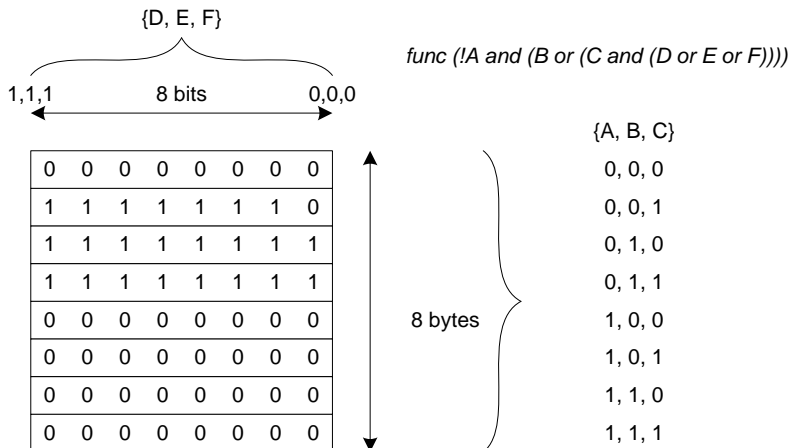 {D, E, F}
func (!A and (B or (C and (D or E or F))))
1,1,1 8 bits 0,0,0
{A, B, C}
0 0 0 0 0 0 0 0 0, 0, 0
1 1 1 1 1 1 1 0 0, 0, 1
1 1 1 1 1 1 1 1 0, 1, 0
1 1 1 1 1 1 1 1 0, 1, 1
0 0 0 0 0 0 0 0 8 bytes 1, 0, 0
0 0 0 0 0 0 0 0 1, 0, 1
0 0 0 0 0 0 0 0 1, 1, 0
0 0 0 0 0 0 0 0 1, 1, 1